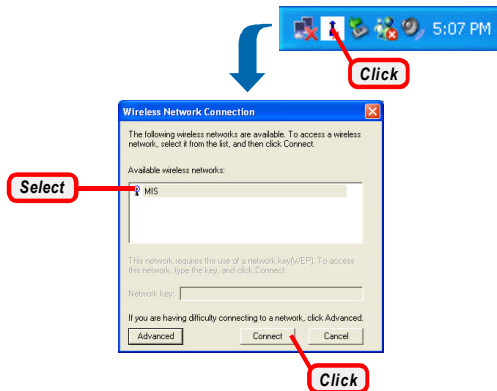 5:07 PM
Click
Wireless Network Connection
The following wireless networks are available. To access a wireless
network, select it from the list, and then click Connect.
Available wireless networks:
Select
MIS
This network requires the use of a network key(WEP). To access
this network, type the key, and click Connect.
Network key:
If you are having difficulty connecting to a network, click Advanced.
Advanced
Connect
Cancel
Click